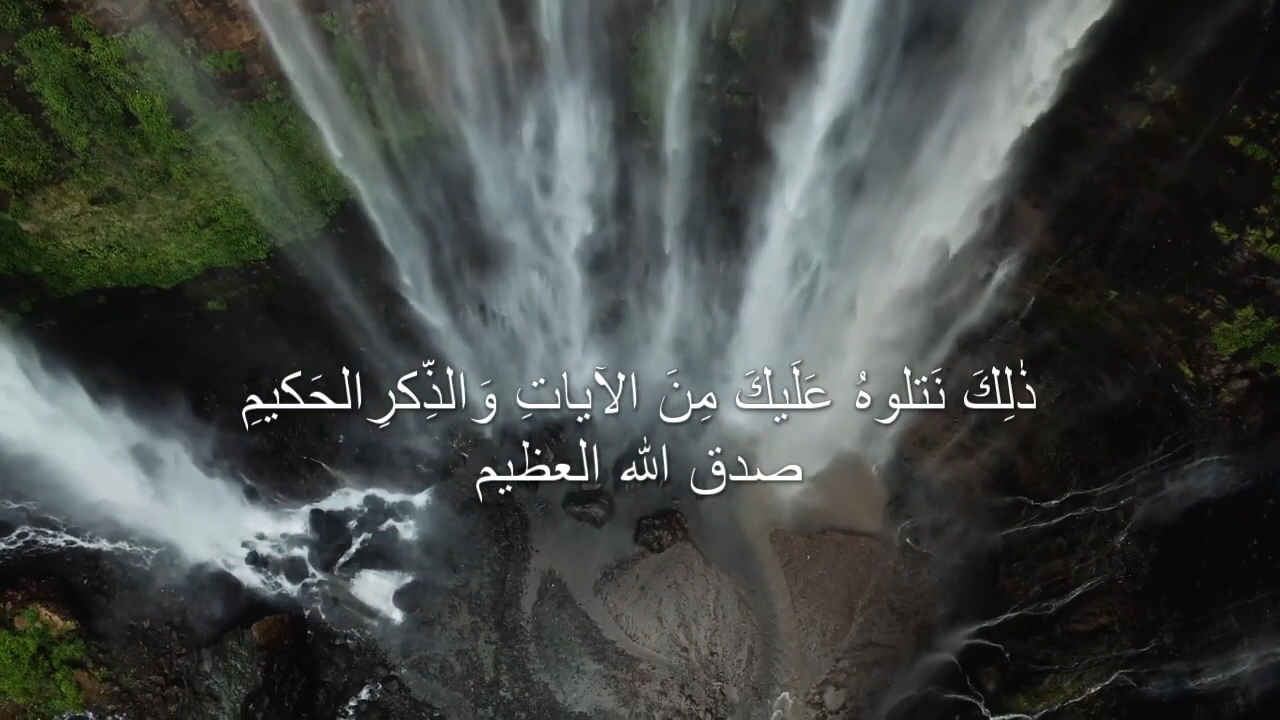 ذٰلِكَ نَتلوهُ عَلَيكَ مِنَ الآياتِ وَالذِّكرِ الحَكيمِ
صدق الله العظيم